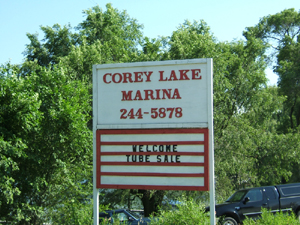 COREY LAKE
MARINA
244-5878
WELCOME
TUBE SALE